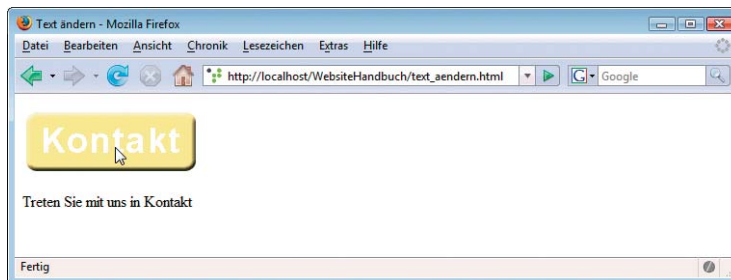 Text ändern - Mozilla Firefox
Datei Bearbeiten Ansicht Chronik Lesezeichen Extras Hilfe
http://localhost/WebsiteHandbuch/text_aendern.html G Google
Kontakt
Treten Sie mit uns in Kontakt
Fertig